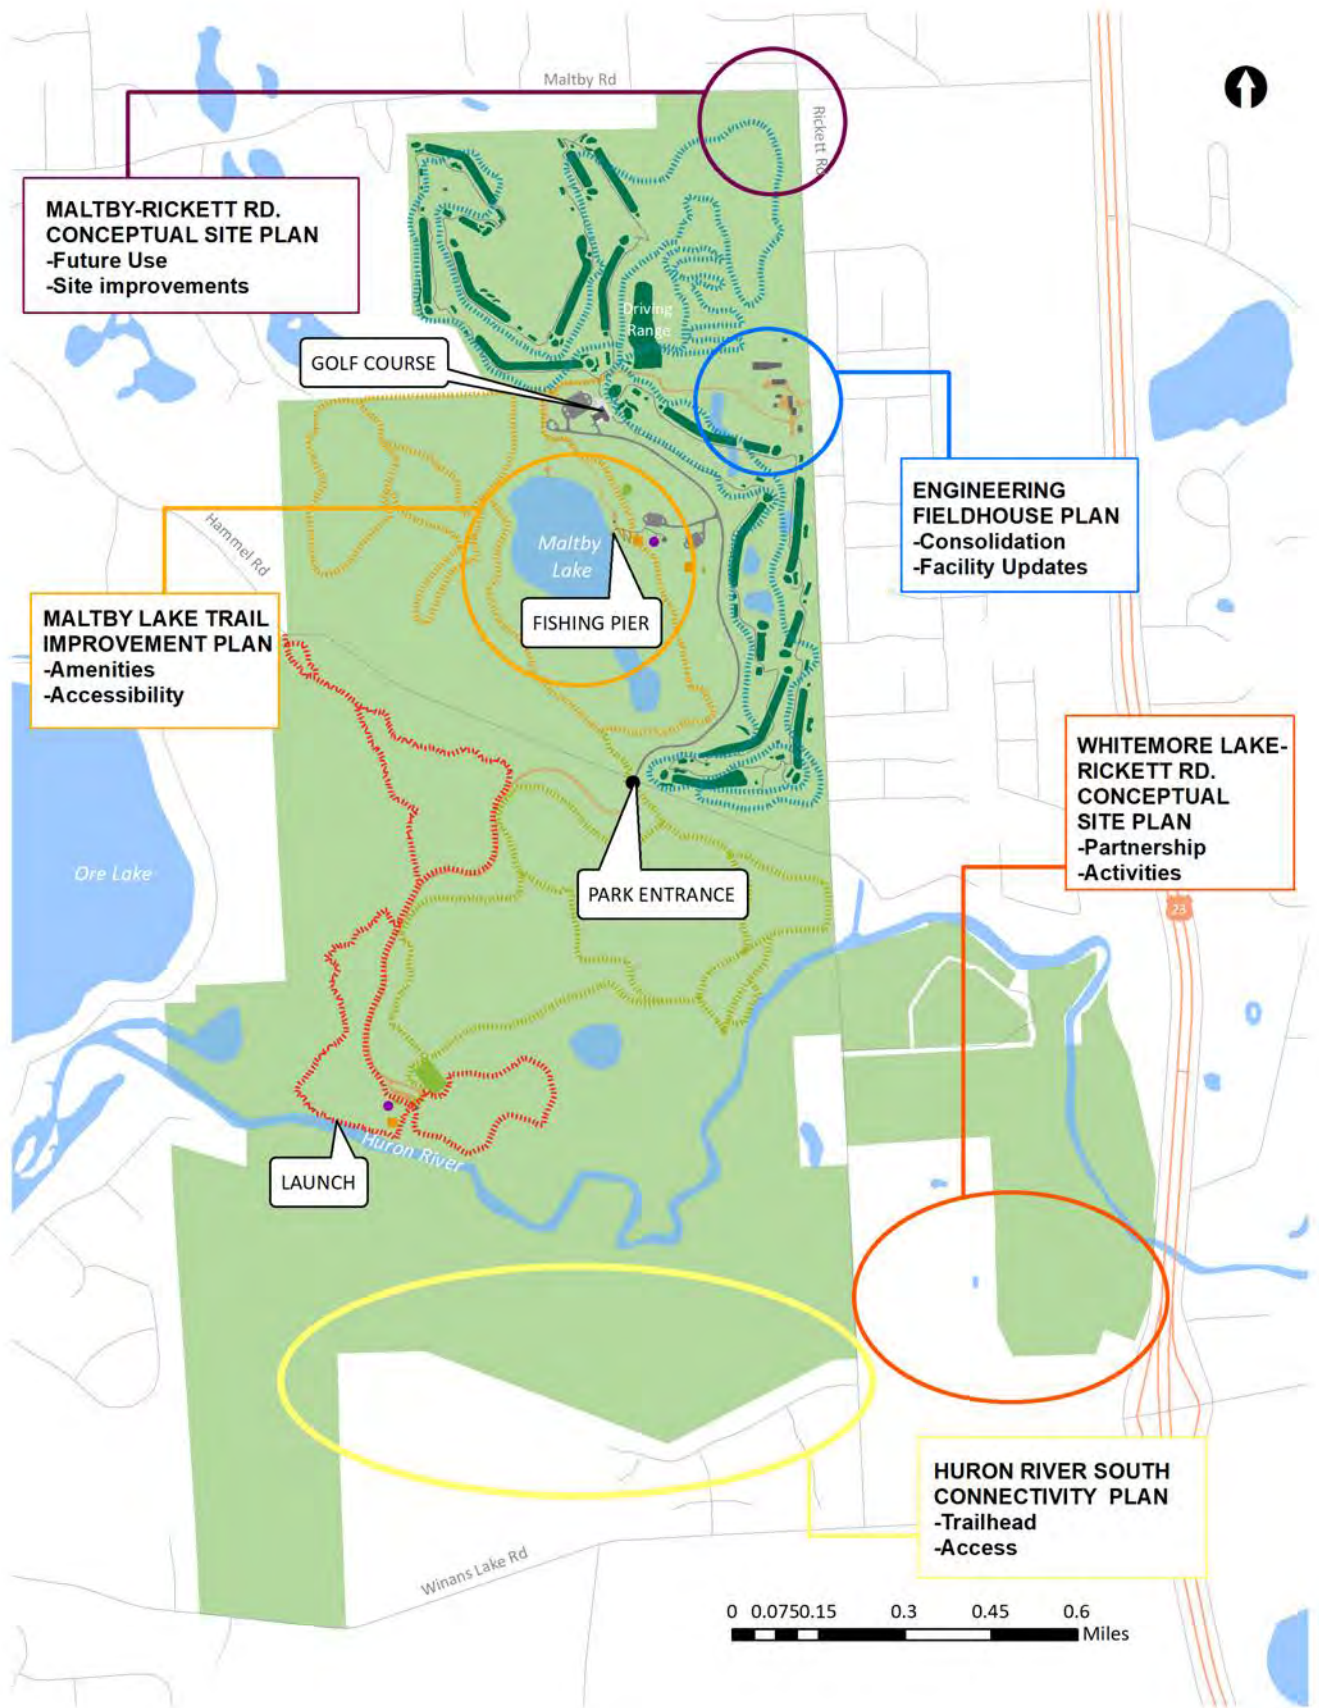 Maltby Rd
Rickett Rd
MALTBY-RICKETT RD.
CONCEPTUAL SITE PLAN
-Future Use
-Site improvements
Driving
Range
GOLF COURSE
ENGINEERING
FIELDHOUSE PLAN
-Consolidation
-Facility Updates
Hammel Rd
Maltby
Lake
FISHING PIER
MALTBY LAKE TRAIL
IMPROVEMENT PLAN
-Amenities
-Accessibility
WHITEMORE LAKE-
RICKETT RD.
CONCEPTUAL
SITE PLAN
-Partnership
-Activities
Ore Lake
PARK ENTRANCE
23
Huron River
LAUNCH
HURON RIVER SOUTH
CONNECTIVITY PLAN
-Trailhead
-Access
Winans Lake Rd
0 0.075 0.15 0.3 0.45 0.6
Miles